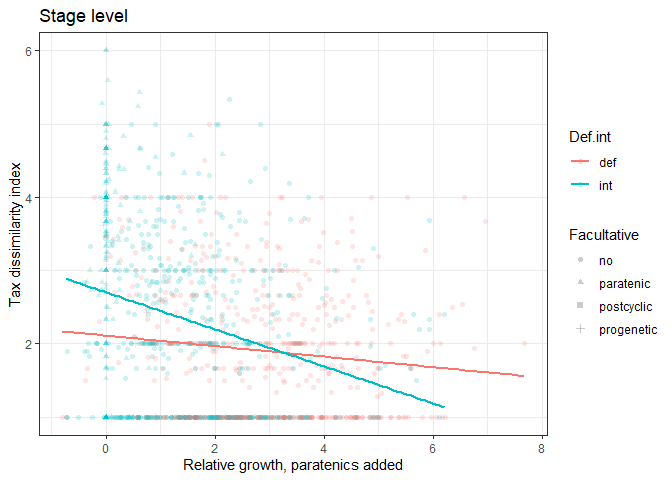 Stage level
Tax dissimilarity index
6
4
2
0
2
4
6
8
Relative growth, paratenics added
Def.int
def
int
Facultative
no
paratenic
postcyclic
progenetic